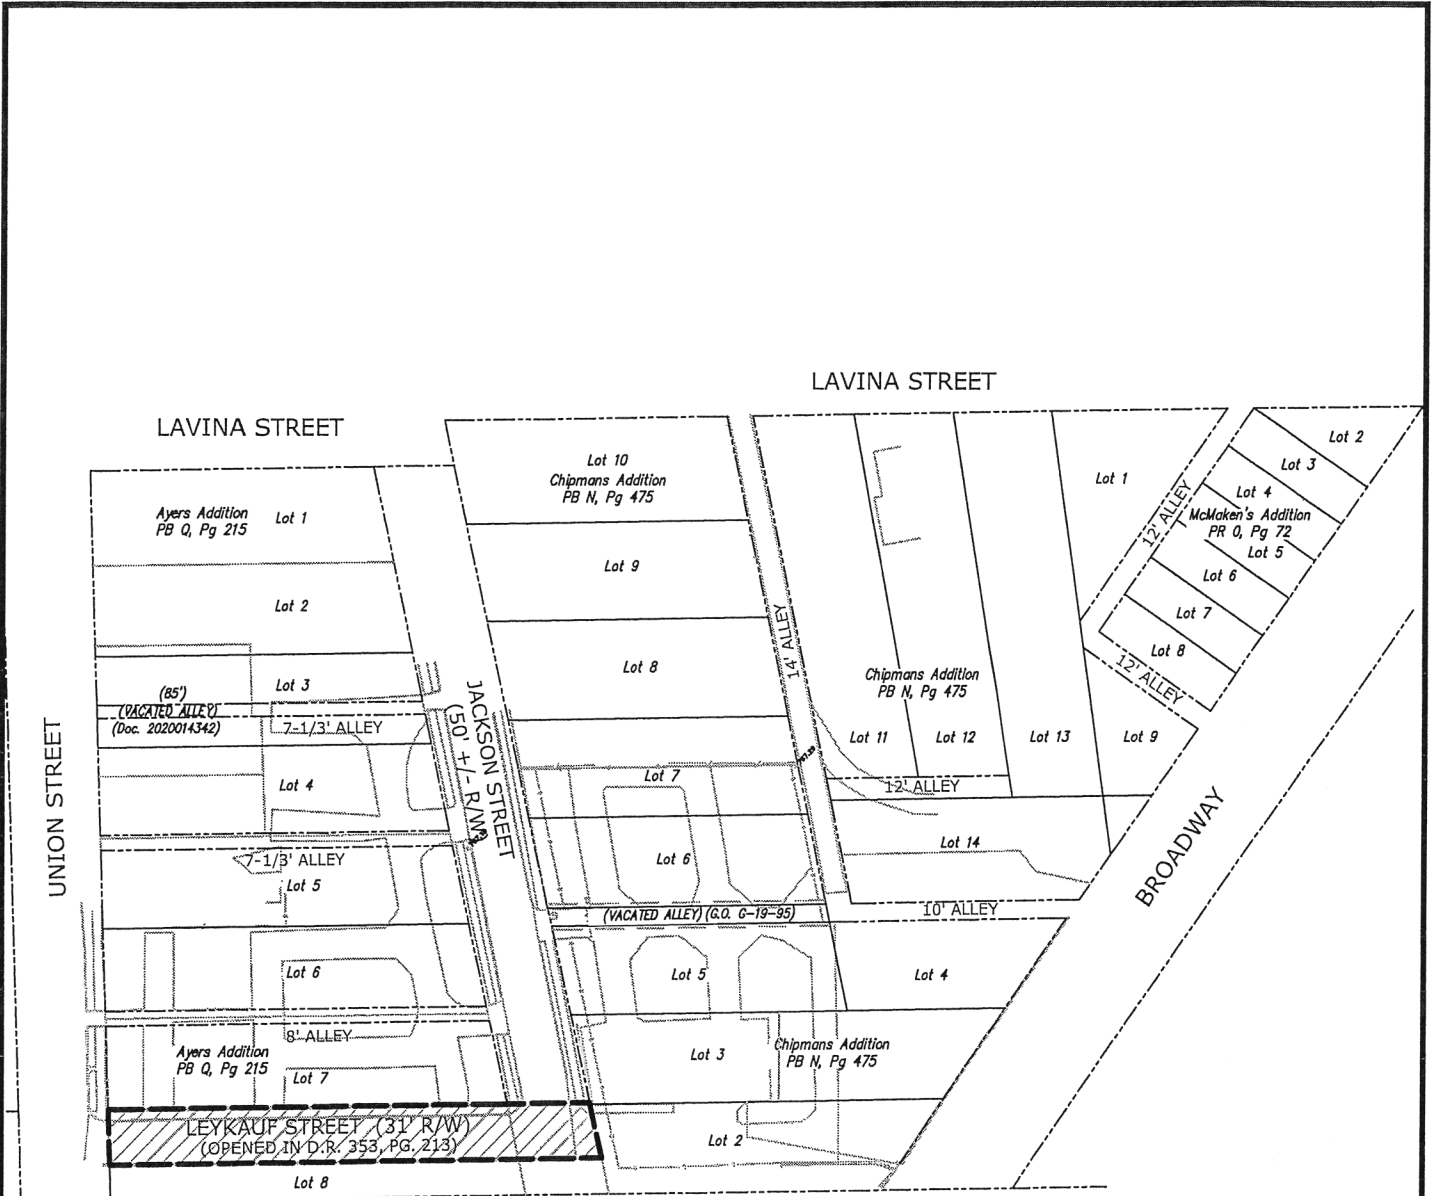 LAVINA STREET
LAVINA STREET
Lot 10
Chipmans Addition
PB N, Pg 475
Lot 1
Lot 2
Lot 3
Lot 4
McMaken's Addition
PR O, Pg 72
Lot 5
Lot 6
Lot 7
Lot 8
12' ALLEY
12' ALLEY
Ayers Addition
PB Q, Pg 215
Lot 1
Lot 9
Lot 2
Lot 8
14' ALLEY
Chipmans Addition
PB N, Pg 475
Lot 3
(85')
(VACATED ALLEY)
(Doc. 2020014342)
7-1/3' ALLEY
JACKSON STREET
(50' +/- R/W)
Lot 11
Lot 12
Lot 13
Lot 9
UNION STREET
Lot 4
Lot 7
12' ALLEY
BROADWAY
Lot 14
7-1/3' ALLEY
Lot 5
Lot 6
(VACATED ALLEY) (G.O. G-19-95)
10' ALLEY
Lot 6
Lot 5
Lot 4
8' ALLEY
Ayers Addition
PB Q, Pg 215
Lot 7
Lot 3
Chipmans Addition
PB N, Pg 475
LEYKAUF STREET (31' R/W)
(OPENED IN D.R. 353, PG. 213)
Lot 2
Lot 8